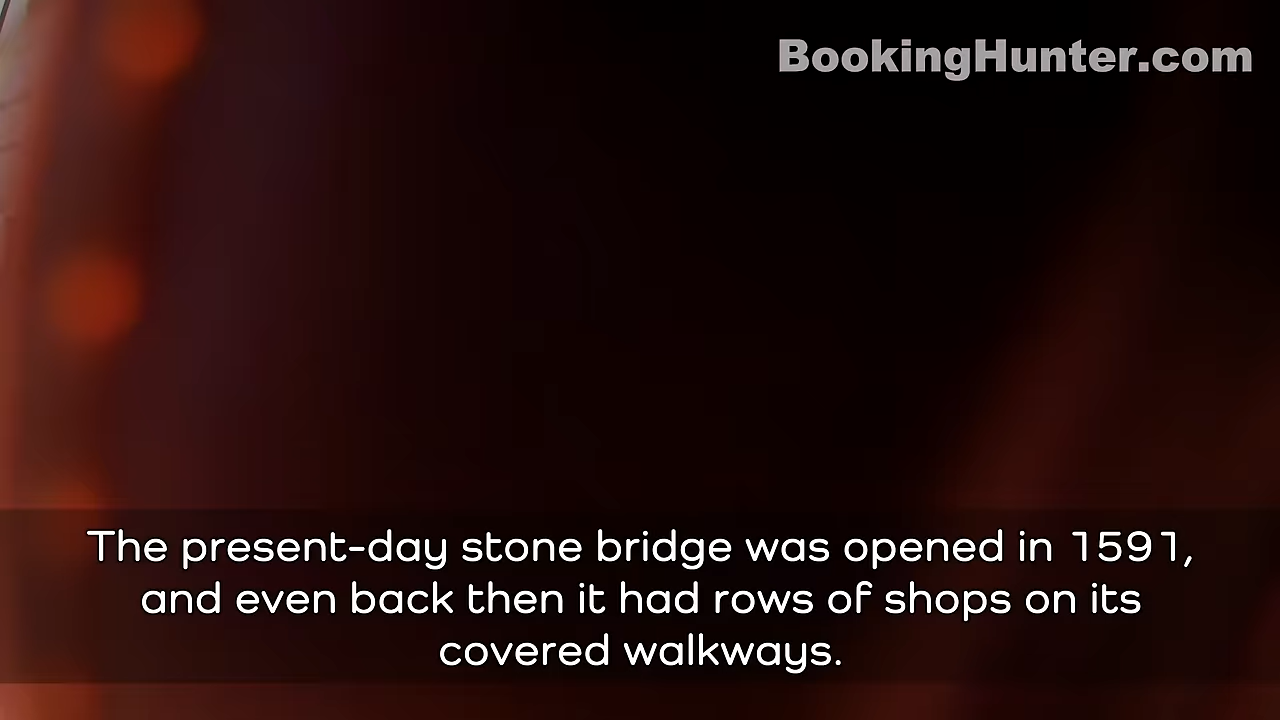 BookingHunter.com
The present-day stone bridge was opened in 1591,
and even back then it had rows of shops on its
covered walkways.